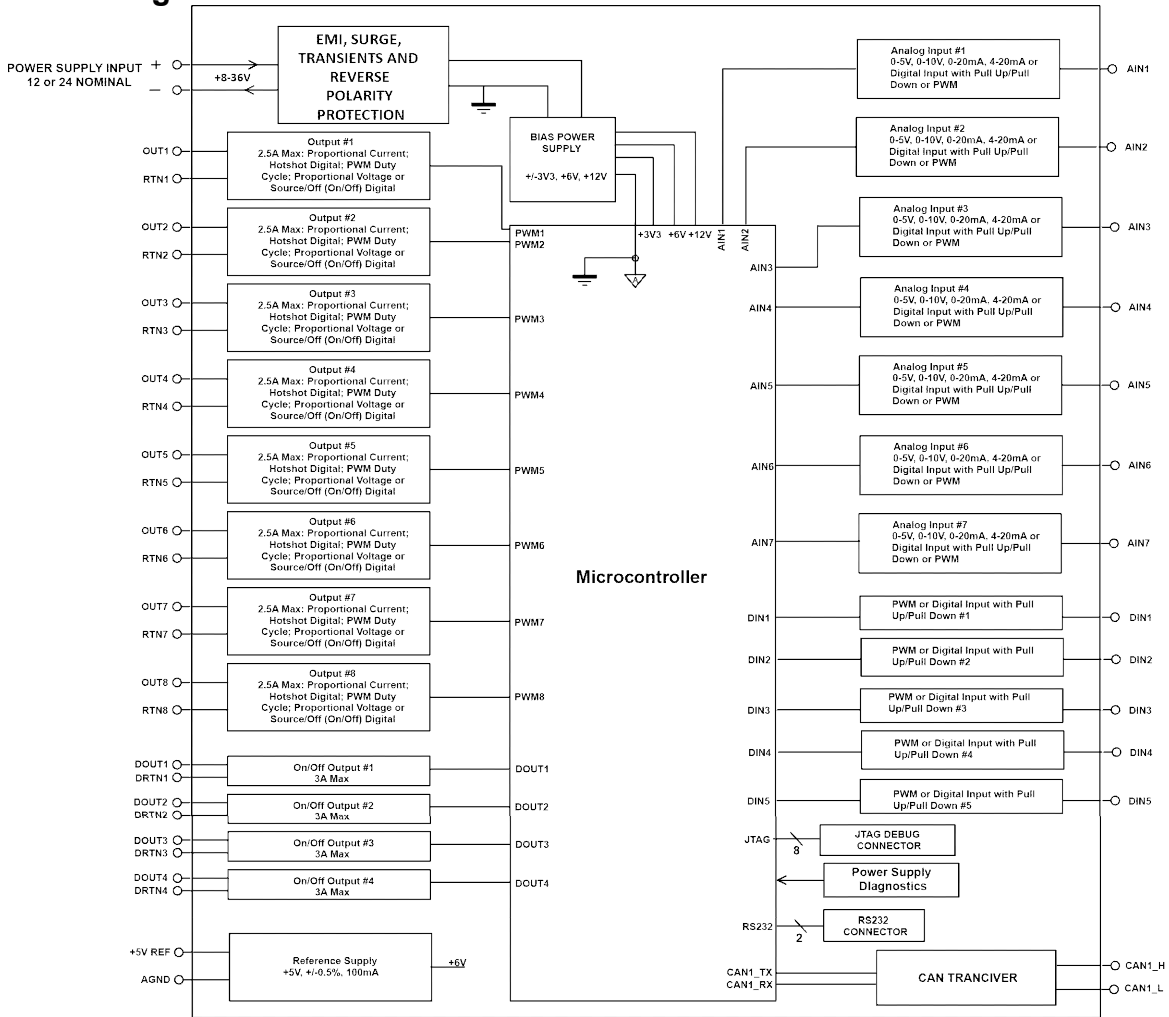 g
EMI, SURGE,
TRANSIENTS AND
REVERSE
POLARITY
PROTECTION
POWER SUPPLY INPUT
12 or 24 NOMINAL
+
–
+8-36V
BIAS POWER
SUPPLY
+/-3V3, +6V, +12V
OUT1
RTN1
Output #1
2.5A Max: Proportional Current;
Hotshot Digital; PWM Duty
Cycle; Proportional Voltage or
Source/Off (On/Off) Digital
OUT2
RTN2
Output #2
2.5A Max: Proportional Current;
Hotshot Digital; PWM Duty
Cycle; Proportional Voltage or
Source/Off (On/Off) Digital
OUT3
RTN3
Output #3
2.5A Max: Proportional Current;
Hotshot Digital; PWM Duty
Cycle; Proportional Voltage or
Source/Off (On/Off) Digital
OUT4
RTN4
Output #4
2.5A Max: Proportional Current;
Hotshot Digital; PWM Duty
Cycle; Proportional Voltage or
Source/Off (On/Off) Digital
OUT5
RTN5
Output #5
2.5A Max: Proportional Current;
Hotshot Digital; PWM Duty
Cycle; Proportional Voltage or
Source/Off (On/Off) Digital
OUT6
RTN6
Output #6
2.5A Max: Proportional Current;
Hotshot Digital; PWM Duty
Cycle; Proportional Voltage or
Source/Off (On/Off) Digital
OUT7
RTN7
Output #7
2.5A Max: Proportional Current;
Hotshot Digital; PWM Duty
Cycle; Proportional Voltage or
Source/Off (On/Off) Digital
OUT8
RTN8
Output #8
2.5A Max: Proportional Current;
Hotshot Digital; PWM Duty
Cycle; Proportional Voltage or
Source/Off (On/Off) Digital
DOUT1
DRTN1
On/Off Output #1
3A Max
DOUT2
DRTN2
On/Off Output #2
3A Max
DOUT3
DRTN3
On/Off Output #3
3A Max
DOUT4
DRTN4
On/Off Output #4
3A Max
+5V REF
AGND
Reference Supply
+5V, +/-0.5%, 100mA
+6V
PWM1
PWM2
PWM3
PWM4
PWM5
PWM6
PWM7
PWM8
DOUT1
DOUT2
DOUT3
DOUT4
+3V3 +6V +12V
AIN1
AIN2
A
Microcontroller
AIN3
AIN4
AIN5
AIN6
AIN7
DIN1
DIN2
DIN3
DIN4
DIN5
JTAG
8
RS232
2
CAN1_TX
CAN1_RX
Analog Input #1
0-5V, 0-10V, 0-20mA, 4-20mA or
Digital Input with Pull Up/Pull
Down or PWM
AIN1
Analog Input #2
0-5V, 0-10V, 0-20mA, 4-20mA or
Digital Input with Pull Up/Pull
Down or PWM
AIN2
Analog Input #3
0-5V, 0-10V, 0-20mA, 4-20mA or
Digital Input with Pull Up/Pull
Down or PWM
AIN3
Analog Input #4
0-5V, 0-10V, 0-20mA, 4-20mA or
Digital Input with Pull Up/Pull
Down or PWM
AIN4
Analog Input #5
0-5V, 0-10V, 0-20mA, 4-20mA or
Digital Input with Pull Up/Pull
Down or PWM
AIN5
Analog Input #6
0-5V, 0-10V, 0-20mA, 4-20mA or
Digital Input with Pull Up/Pull
Down or PWM
AIN6
Analog Input #7
0-5V, 0-10V, 0-20mA, 4-20mA or
Digital Input with Pull Up/Pull
Down or PWM
AIN7
PWM or Digital Input with Pull
Up/Pull Down #1
DIN1
PWM or Digital Input with Pull
Up/Pull Down #2
DIN2
PWM or Digital Input with Pull
Up/Pull Down #3
DIN3
PWM or Digital Input with Pull
Up/Pull Down #4
DIN4
PWM or Digital Input with Pull
Up/Pull Down #5
DIN5
JTAG DEBUG
CONNECTOR
Power Supply
Diagnostics
RS232
CONNECTOR
CAN TRANCIVER
CAN1_H
CAN1_L